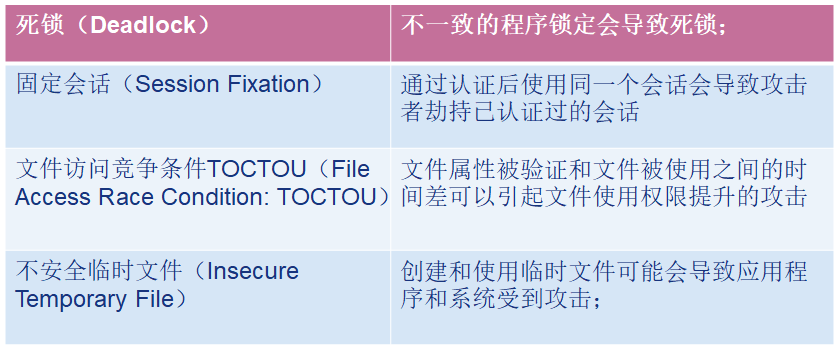 死锁（Deadlock）
不一致的程序锁定会导致死锁；
固定会话（Session Fixation）
通过认证后使用同一个会话会导致攻击
者劫持已认证过的会话
文件访问竞争条件TOCTOU（File
Access Race Condition: TOCTOU）
文件属性被验证和文件被使用之间的时
间差可以引起文件使用权限提升的攻击
不安全临时文件（Insecure
Temporary File）
创建和使用临时文件可能会导致应用程
序和系统受到攻击；